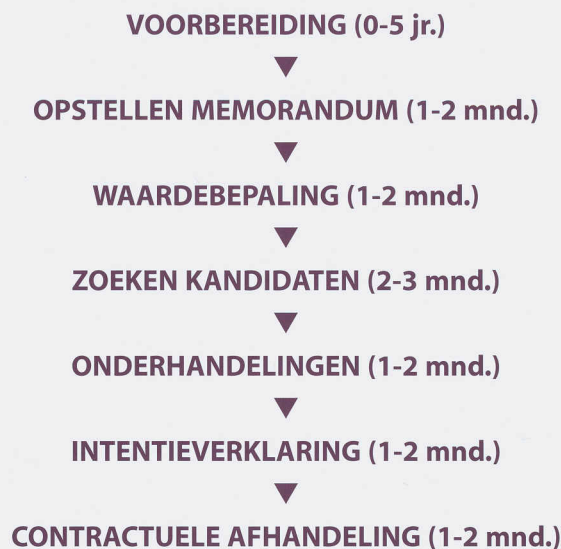 VOORBEREIDING (0-5 jr.)
OPSTELLEN MEMORANDUM (1-2 mnd.)
WAARDEBEPALING (1-2 mnd.)
ZOEKEN KANDIDATEN (2-3 mnd.)
ONDERHANDELINGEN (1-2 mnd.)
INTENTIEVERKLARING (1-2 mnd.)
CONTRACTUELE AFHANDELING (1-2 mnd.)